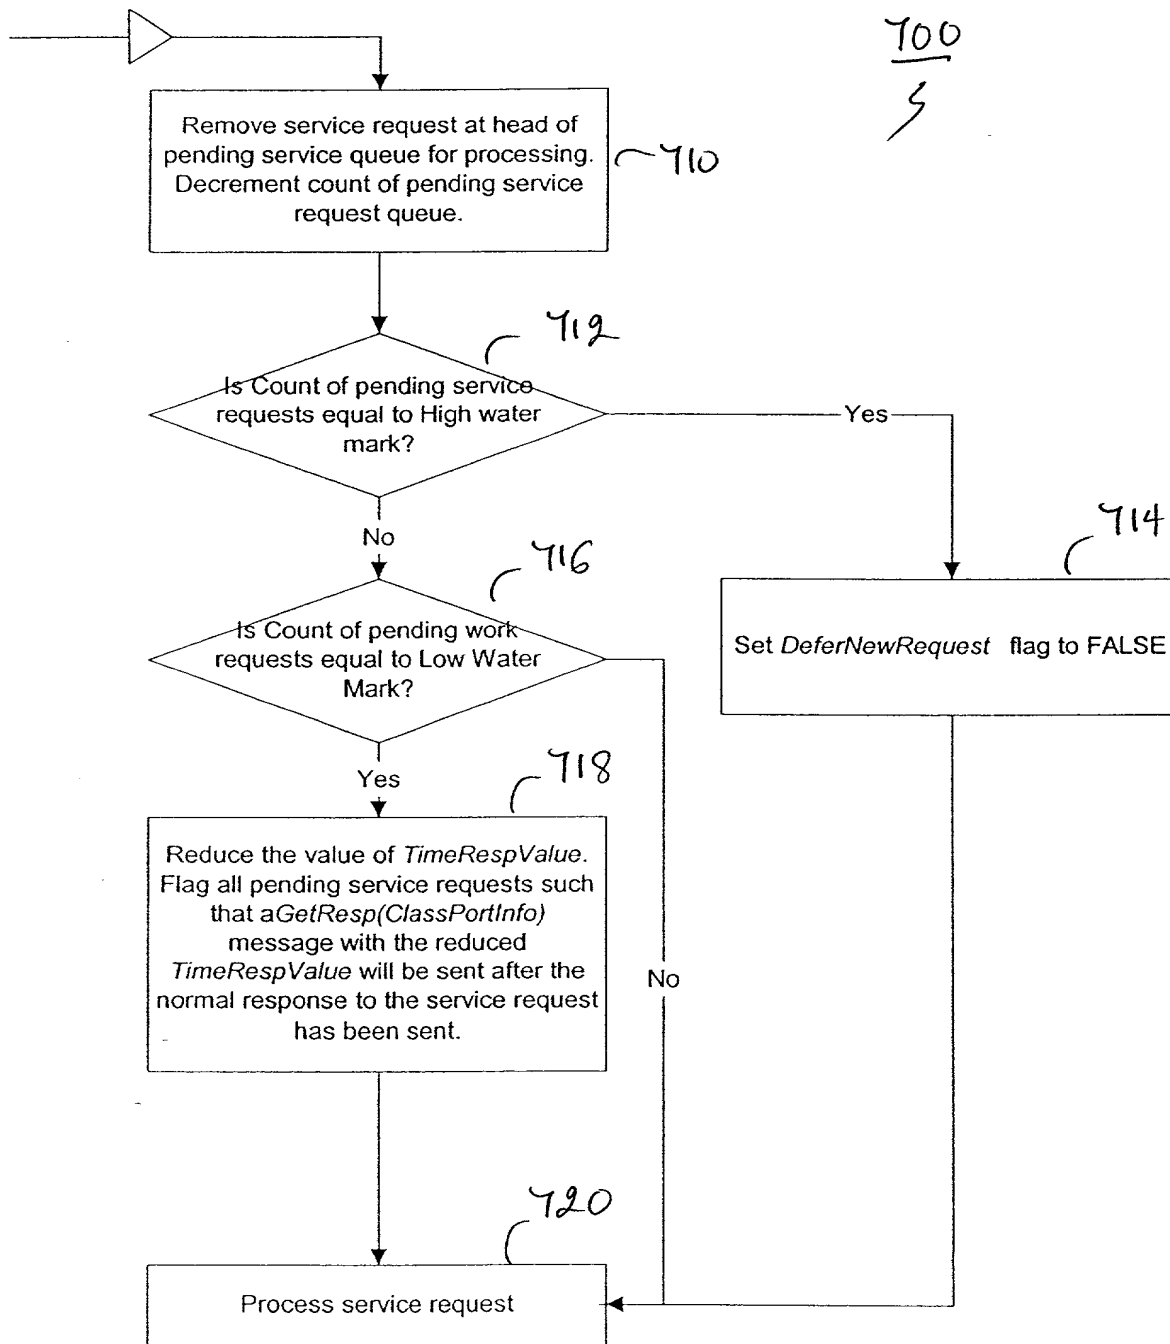 700
Remove service request at head of
pending service queue for processing.
Decrement count of pending service
request queue.
710
712
Is Count of pending service
requests equal to High water
mark?
Yes
No
714
Set DeferNewRequest flag to FALSE
716
Is Count of pending work
requests equal to Low Water
Mark?
Yes
718
Reduce the value of TimeRespValue.
Flag all pending service requests such
that aGetResp(ClassPortInfo)
message with the reduced
TimeRespValue will be sent after the
normal response to the service request
has been sent.
No
720
Process service request